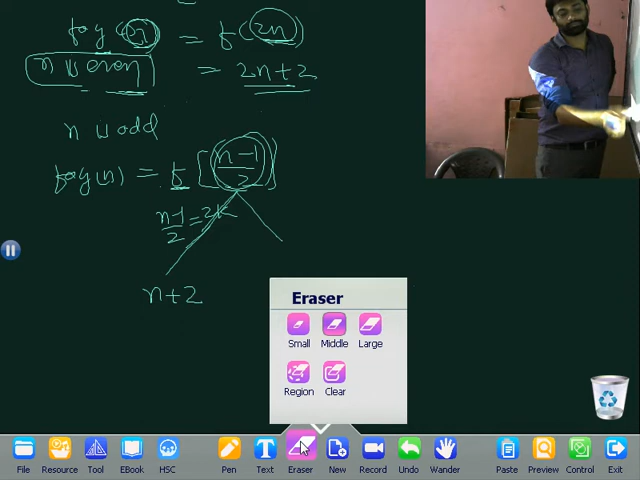 fog(n) = f(2n)
n is even = 2n+2
n is odd
fog(n) = f[n-1/2]
n-1/2=2k
n+2
Eraser
Small Middle Large
Region Clear
File Resource Tool EBook HSC Pen Text Eraser New Record Undo Wander Paste Preview Control Exit